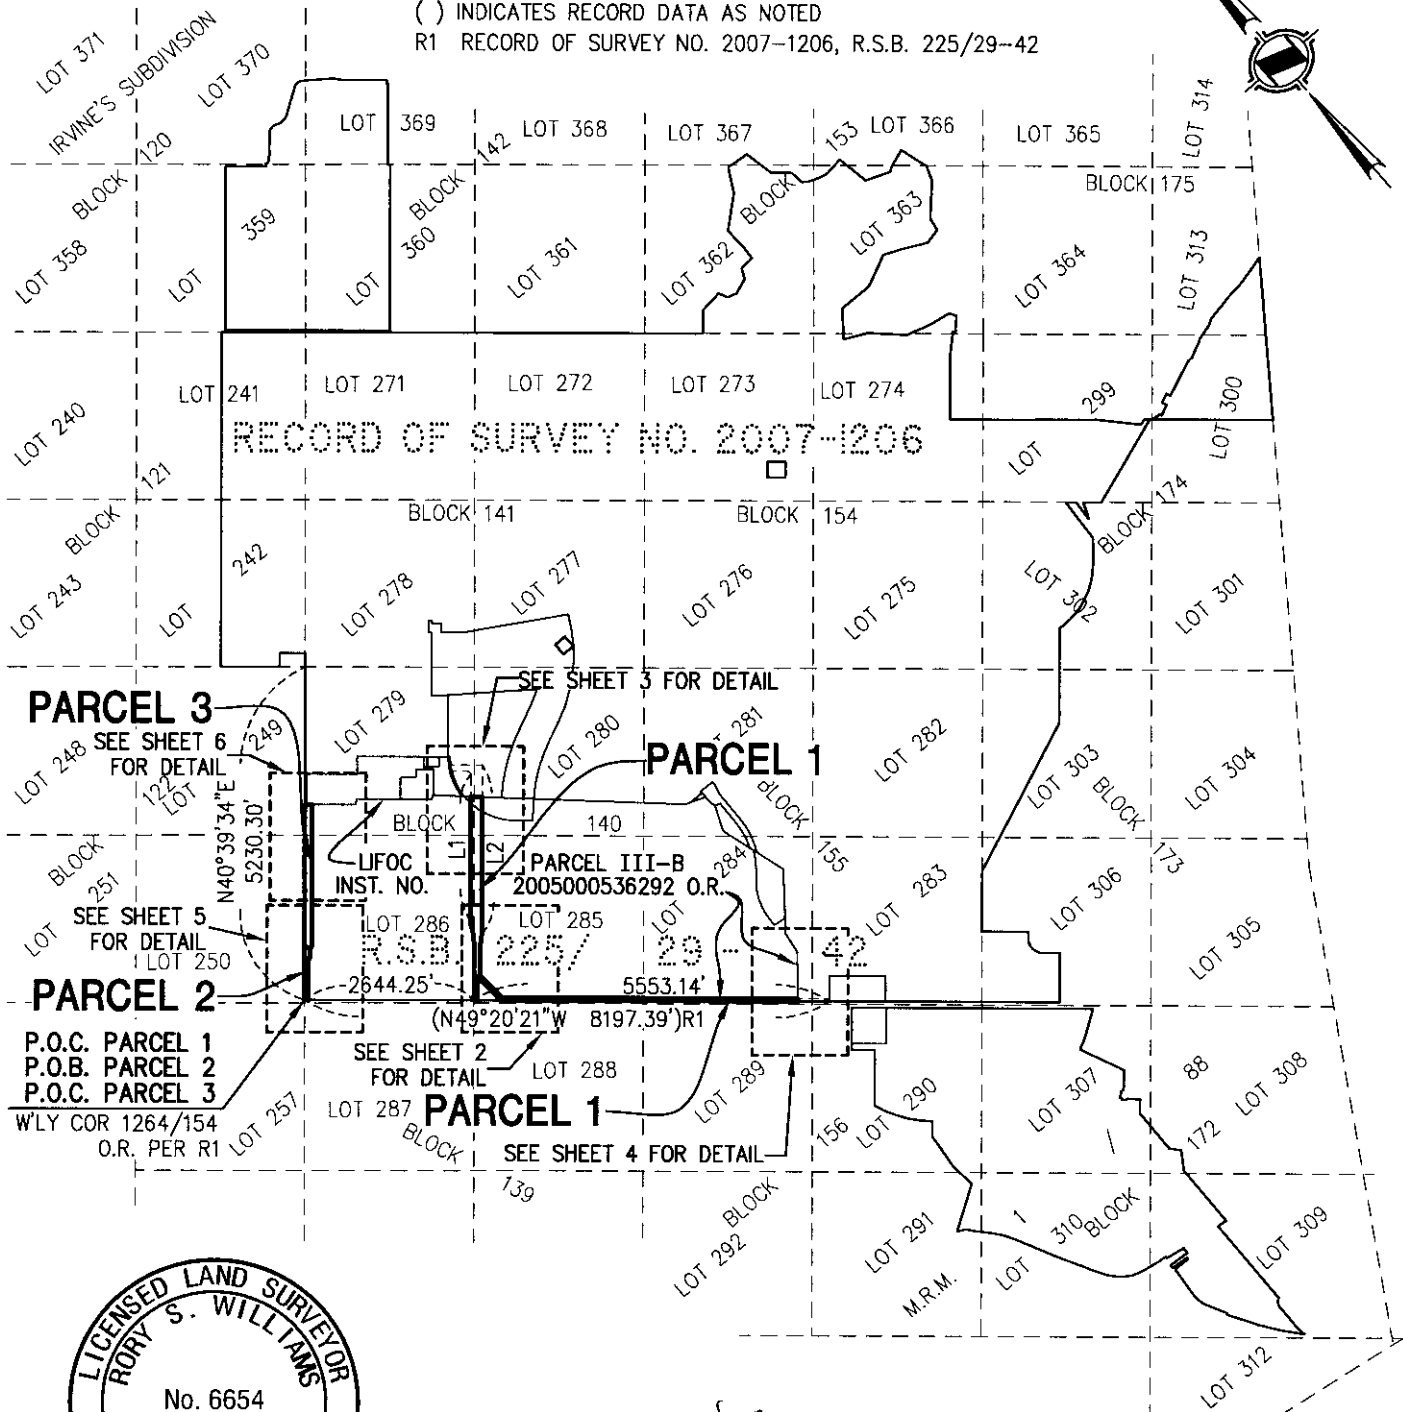 ( ) INDICATES RECORD DATA AS NOTED
R1 RECORD OF SURVEY NO. 2007-1206, R.S.B. 225/29-42
LOT 371
IRVINE'S SUBDIVISION
LOT 370
LOT 369
LOT 368
LOT 367
LOT 366
LOT 365
LOT 314
BLOCK 120
BLOCK 142
BLOCK 153
BLOCK 175
LOT 358
LOT 359
LOT 360
LOT 361
LOT 362
LOT 363
LOT 364
LOT 313
LOT 240
LOT 241
LOT 271
LOT 272
LOT 273
LOT 274
LOT 299
LOT 300
RECORD OF SURVEY NO. 2007-1206
BLOCK 121
BLOCK 141
BLOCK 154
BLOCK 174
LOT 243
LOT 242
LOT 278
LOT 277
LOT 276
LOT 275
LOT 302
LOT 301
SEE SHEET 3 FOR DETAIL
PARCEL 3
SEE SHEET 6
FOR DETAIL
LOT 248
LOT 249
LOT 279
LOT 280
281
LOT 282
LOT 303
LOT 304
PARCEL 1
BLOCK 122
N40°39'34"E
5230.30'
BLOCK 140
BLOCK 155
BLOCK 173
L1
L2
LIFOC
INST. NO.
PARCEL III-B
2005000536292 O.R.
LOT 251
LOT 286
LOT 285
LOT 284
LOT 283
LOT 306
LOT 305
SEE SHEET 5
FOR DETAIL
LOT 250
R.S.B. 225/ 29 - 42
PARCEL 2
2644.25'
5553.14'
(N49°20'21"W 8197.39')R1
P.O.C. PARCEL 1
P.O.B. PARCEL 2
P.O.C. PARCEL 3
W'LY COR 1264/154
O.R. PER R1
SEE SHEET 2
FOR DETAIL
LOT 257
LOT 287
LOT 288
LOT 289
LOT 290
LOT 307
88
LOT 308
PARCEL 1
SEE SHEET 4 FOR DETAIL
BLOCK 139
BLOCK 156
BLOCK 172
LOT 292
LOT 291
1
LOT 310
LOT 309
M.R.M.
LOT 312
LICENSED LAND SURVEYOR
RORY S. WILLIAMS
No. 6654